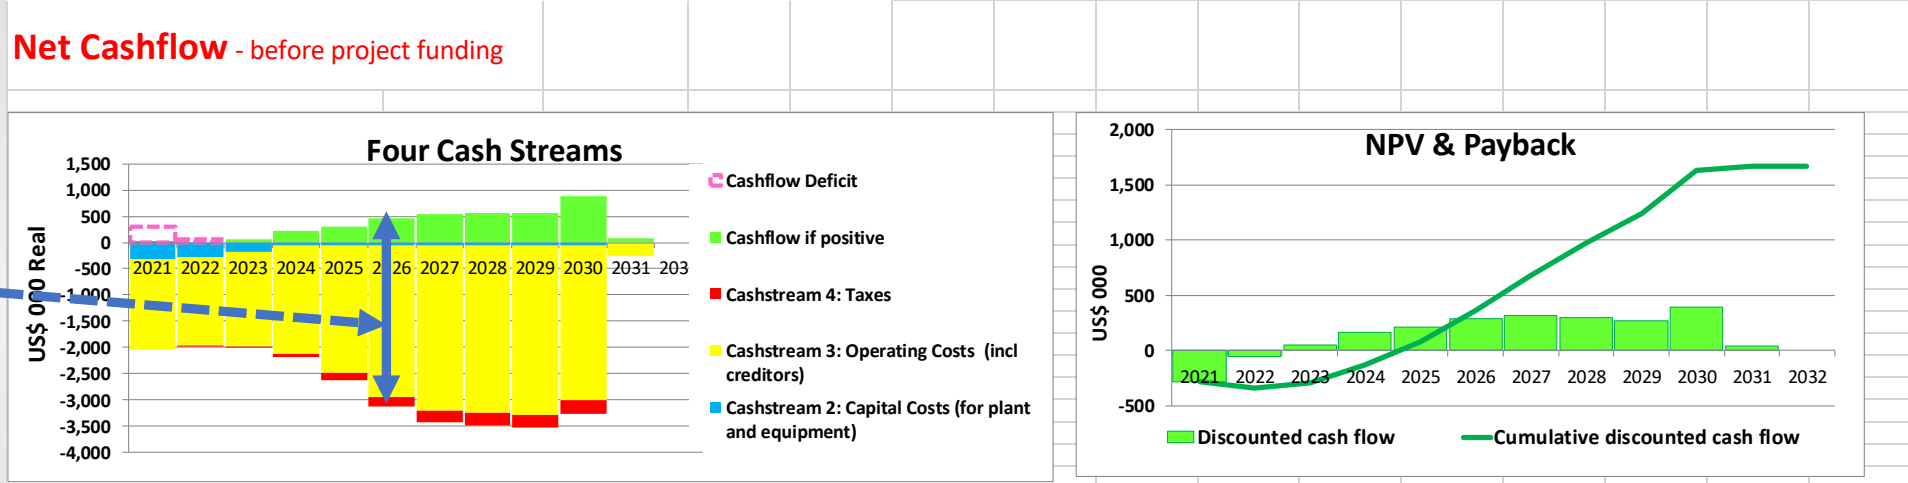 Net Cashflow - before project funding
Four Cash Streams
US$ 000 Real
1,500
1,000
500
0
-500
-1,000
-1,500
-2,000
-2,500
-3,000
-3,500
-4,000
2021 2022 2023 2024 2025 2026 2027 2028 2029 2030 2031 203
Cashflow Deficit
Cashflow if positive
Cashstream 4: Taxes
Cashstream 3: Operating Costs (incl
creditors)
Cashstream 2: Capital Costs (for plant
and equipment)
NPV & Payback
US$ 000
2,000
1,500
1,000
500
0
-500
2021 2022 2023 2024 2025 2026 2027 2028 2029 2030 2031 2032
Discounted cash flow
Cumulative discounted cash flow